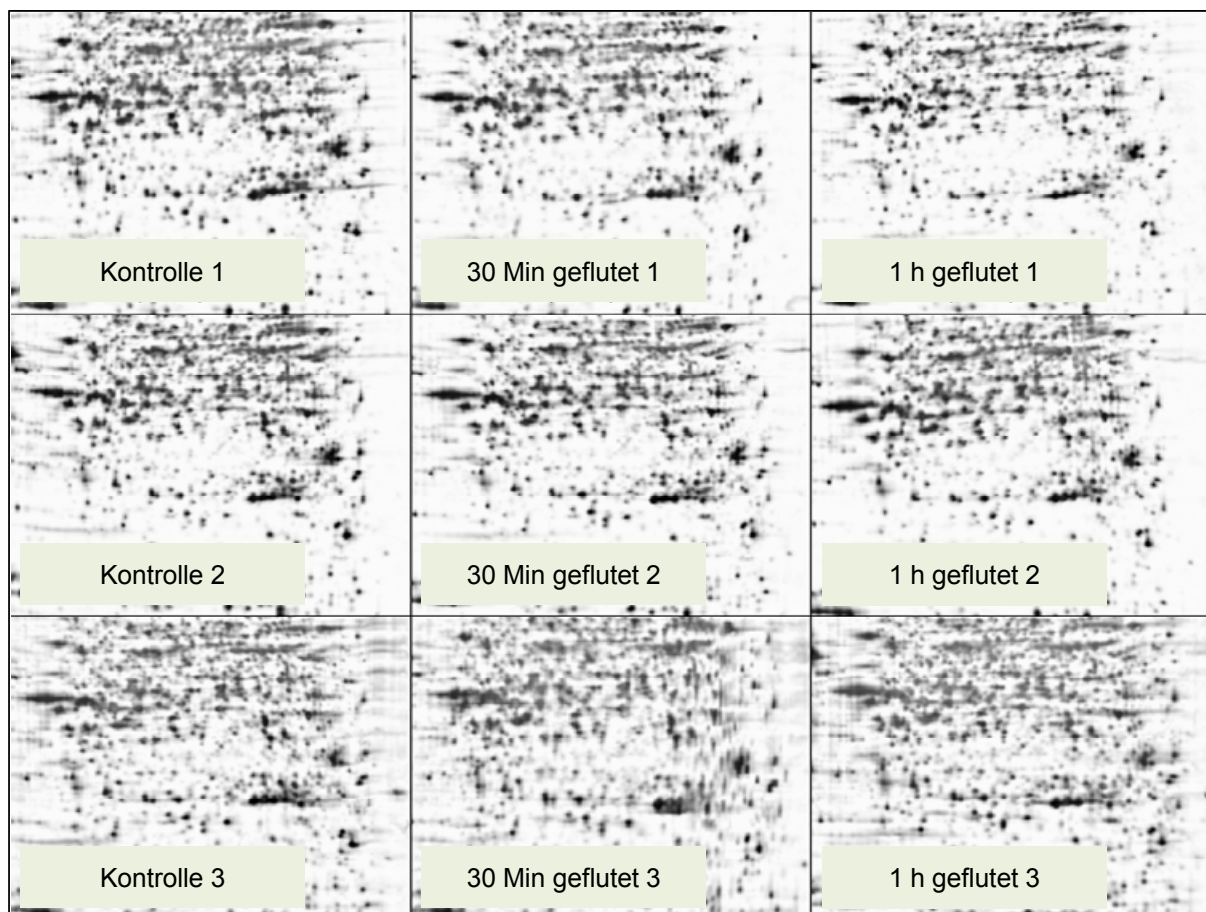 Kontrolle 1
30 Min geflutet 1
1 h geflutet 1
Kontrolle 2
30 Min geflutet 2
1 h geflutet 2
Kontrolle 3
30 Min geflutet 3
1 h geflutet 3